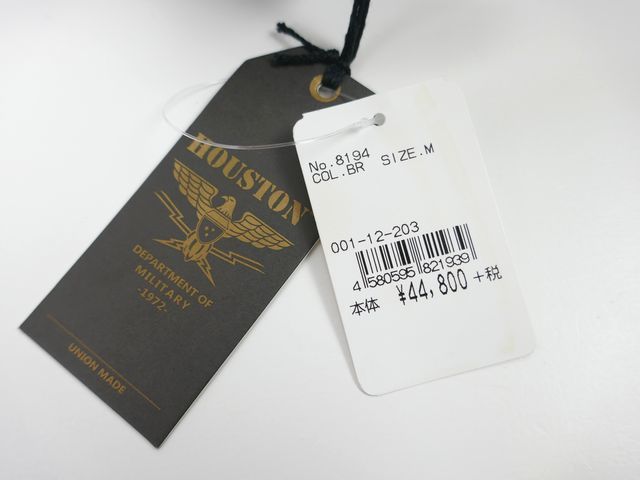 HOUSTON
DEPARTMENT OF
MILITARY
-1972-
UNION MADE
No.8194
COL.BR SIZE.M
001-12-203
4 580595 821939
本体 ¥44,800 +税